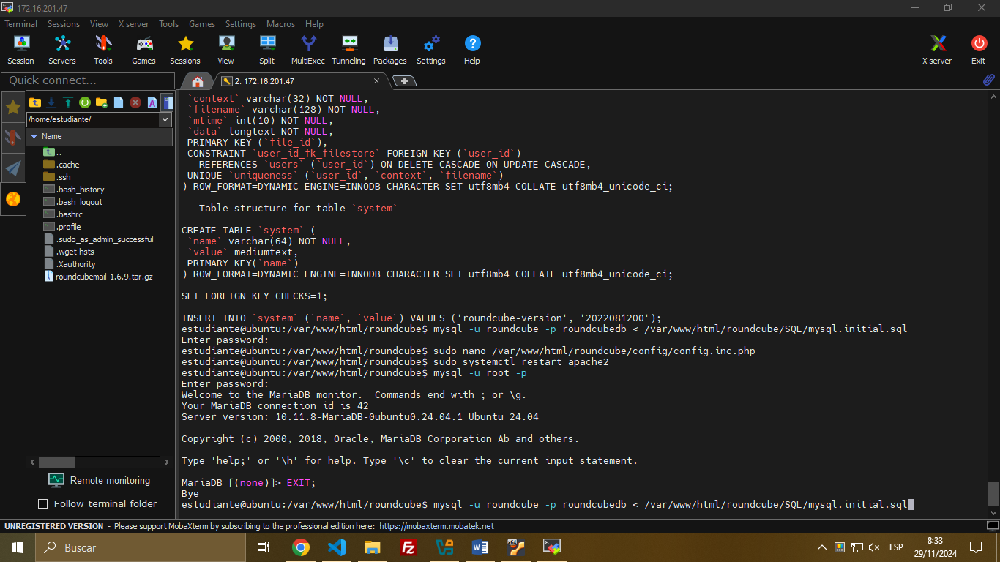 172.16.201.47
Terminal Sessions View X server Tools Games Settings Macros Help
Session Servers Tools Games Sessions View Split MultiExec Tunneling Packages Settings Help X server Exit
Quick connect...
2. 172.16.201.47
/home/estudiante/
Name
..
.cache
.ssh
.bash_history
.bash_logout
.bashrc
.profile
.sudo_as_admin_successful
.wget-hsts
.Xauthority
roundcubemail-1.6.9.tar.gz
Remote monitoring
Follow terminal folder
`context` varchar(32) NOT NULL,
`filename` varchar(128) NOT NULL,
`mtime` int(10) NOT NULL,
`data` longtext NOT NULL,
PRIMARY KEY (`file_id`),
CONSTRAINT `user_id_fk_filestore` FOREIGN KEY (`user_id`)
REFERENCES `users` (`user_id`) ON DELETE CASCADE ON UPDATE CASCADE,
UNIQUE `uniqueness` (`user_id`, `context`, `filename`)
) ROW_FORMAT=DYNAMIC ENGINE=INNODB CHARACTER SET utf8mb4 COLLATE utf8mb4_unicode_ci;
-- Table structure for table `system`
CREATE TABLE `system` (
`name` varchar(64) NOT NULL,
`value` mediumtext,
PRIMARY KEY(`name`)
) ROW_FORMAT=DYNAMIC ENGINE=INNODB CHARACTER SET utf8mb4 COLLATE utf8mb4_unicode_ci;
SET FOREIGN_KEY_CHECKS=1;
INSERT INTO `system` (`name`, `value`) VALUES ('roundcube-version', '2022081200');
estudiante@ubuntu:/var/www/html/roundcube$ mysql -u roundcube -p roundcubedb < /var/www/html/roundcube/SQL/mysql.initial.sql
Enter password:
estudiante@ubuntu:/var/www/html/roundcube$ sudo nano /var/www/html/roundcube/config/config.inc.php
estudiante@ubuntu:/var/www/html/roundcube$ sudo systemctl restart apache2
estudiante@ubuntu:/var/www/html/roundcube$ mysql -u root -p
Enter password:
Welcome to the MariaDB monitor.  Commands end with ; or \g.
Your MariaDB connection id is 42
Server version: 10.11.8-MariaDB-0ubuntu0.24.04.1 Ubuntu 24.04
Copyright (c) 2000, 2018, Oracle, MariaDB Corporation Ab and others.
Type 'help;' or '\h' for help. Type '\c' to clear the current input statement.
MariaDB [(none)]> EXIT;
Bye
estudiante@ubuntu:/var/www/html/roundcube$ mysql -u roundcube -p roundcubedb < /var/www/html/roundcube/SQL/mysql.initial.sql
UNREGISTERED VERSION - Please support MobaXterm by subscribing to the professional edition here: https://mobaxterm.mobatek.net
Buscar
ESP
8:33
29/11/2024